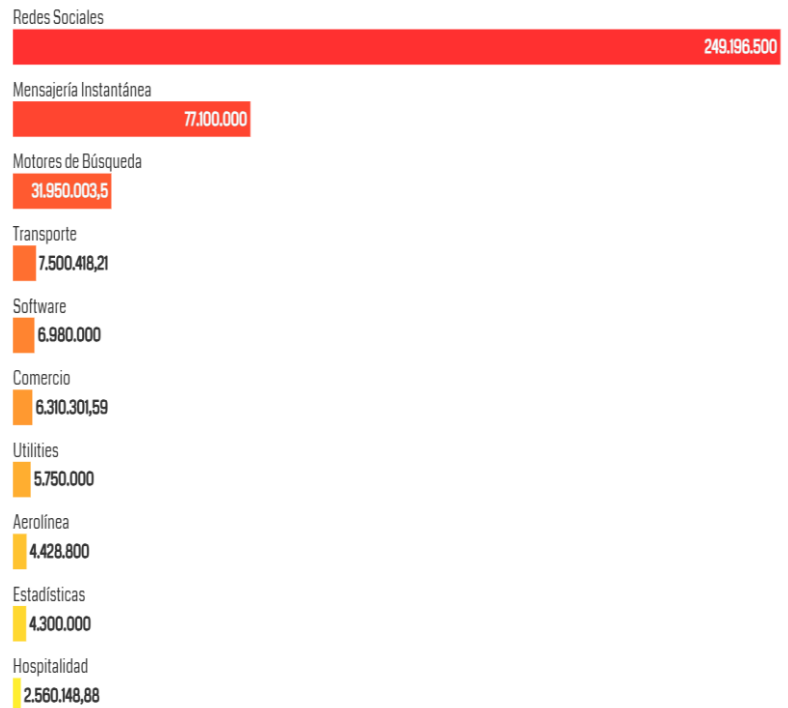 Redes Sociales
249.196.500
Mensajería Instantánea
77.100.000
Motores de Búsqueda
31.950.003,5
Transporte
7.500.418,21
Software
6.980.000
Comercio
6.310.301,59
Utilities
5.750.000
Aerolínea
4.428.800
Estadísticas
4.300.000
Hospitalidad
2.560.148,88